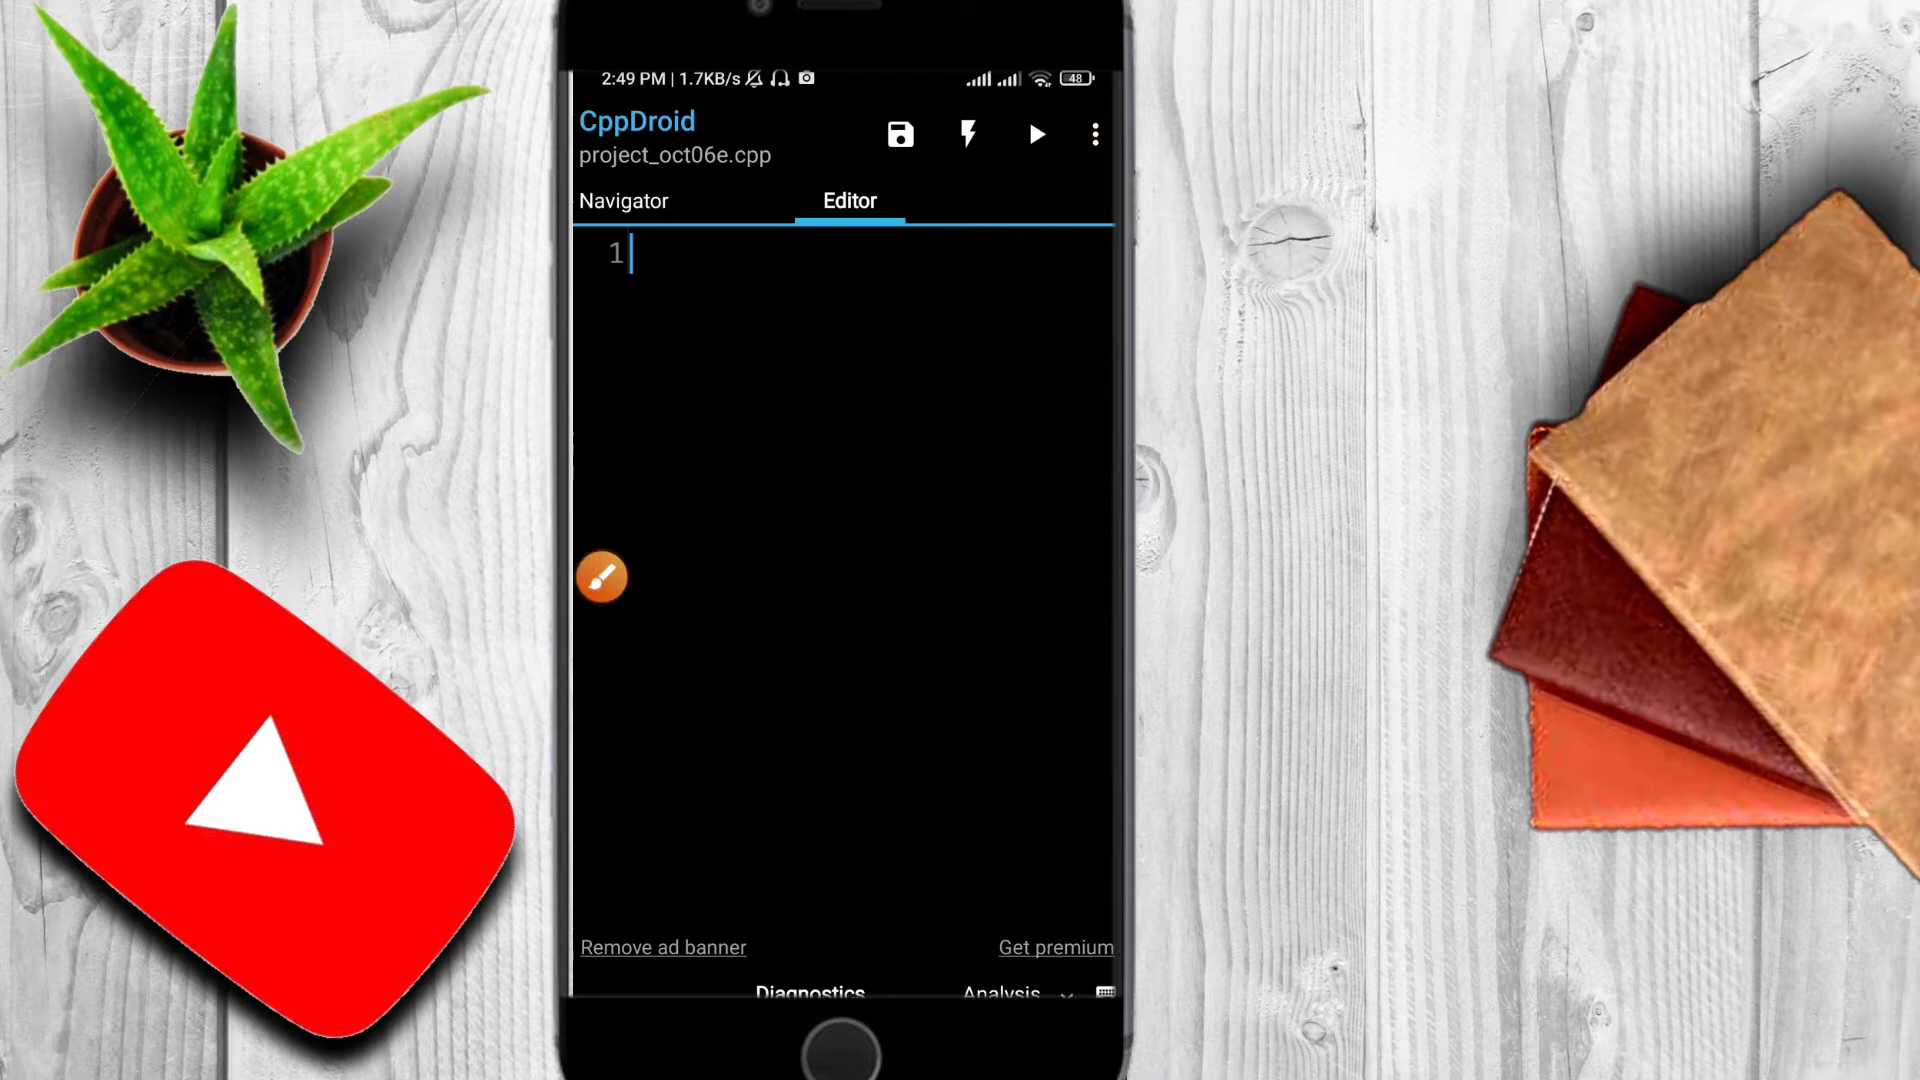 2:49 PM | 1.7KB/s 48
CppDroid
project_oct06e.cpp
Navigator Editor
1
Remove ad banner Get premium
Diagnostics Analysis